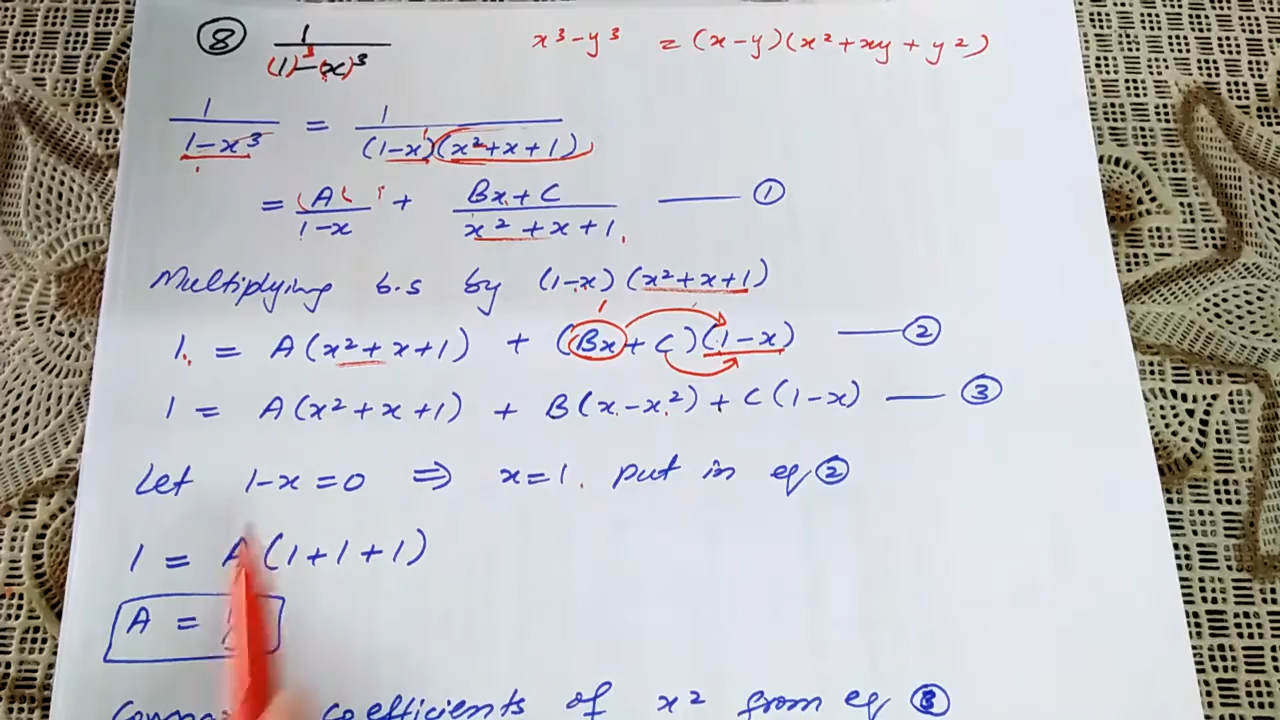 ⑧ 1/((1)³-(x)³) x³-y³ = (x-y)(x²+xy+y²)
1/(1-x³) = 1/((1-x)(x²+x+1))
= A/(1-x) + (Bx+C)/(x²+x+1) —— ①
Multiplying b.s by (1-x)(x²+x+1)
1 = A(x²+x+1) + (Bx+C)(1-x) —— ②
1 = A(x²+x+1) + B(x-x²)+C(1-x) —— ③
Let 1-x=0 ⇒ x=1. put in eq ②
1 = A(1+1+1)
A =
coefficients of x² from eq ③